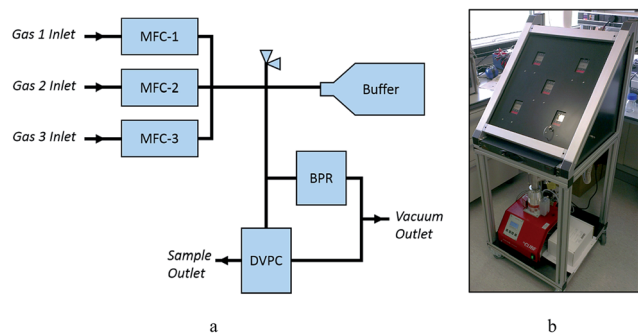 Gas 1 Inlet
MFC-1
Gas 2 Inlet
MFC-2
Buffer
Gas 3 Inlet
MFC-3
BPR
Vacuum
Outlet
Sample
Outlet
DVPC
a
b